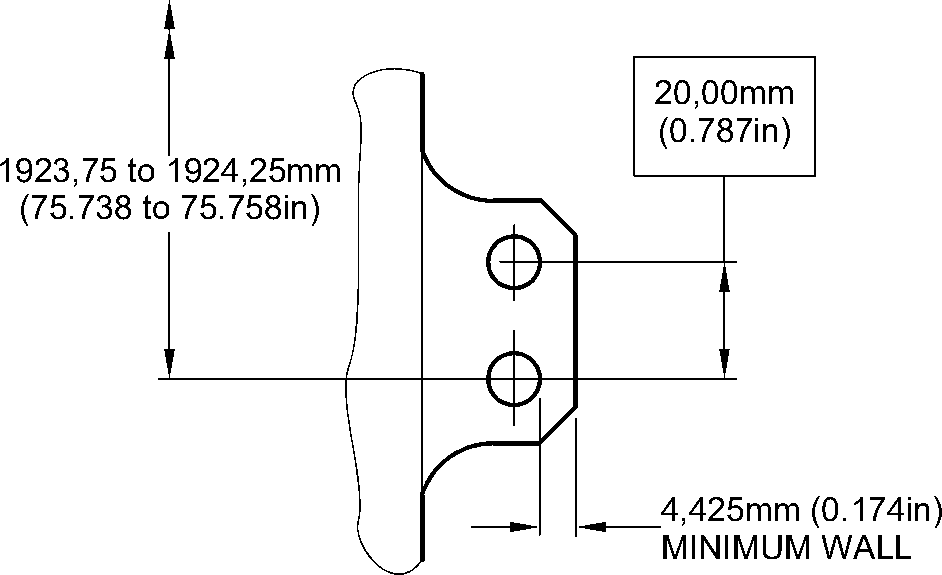 20,00mm
(0.787in)
1923,75 to 1924,25mm
(75.738 to 75.758in)
4,425mm (0.174in)
MINIMUM WALL